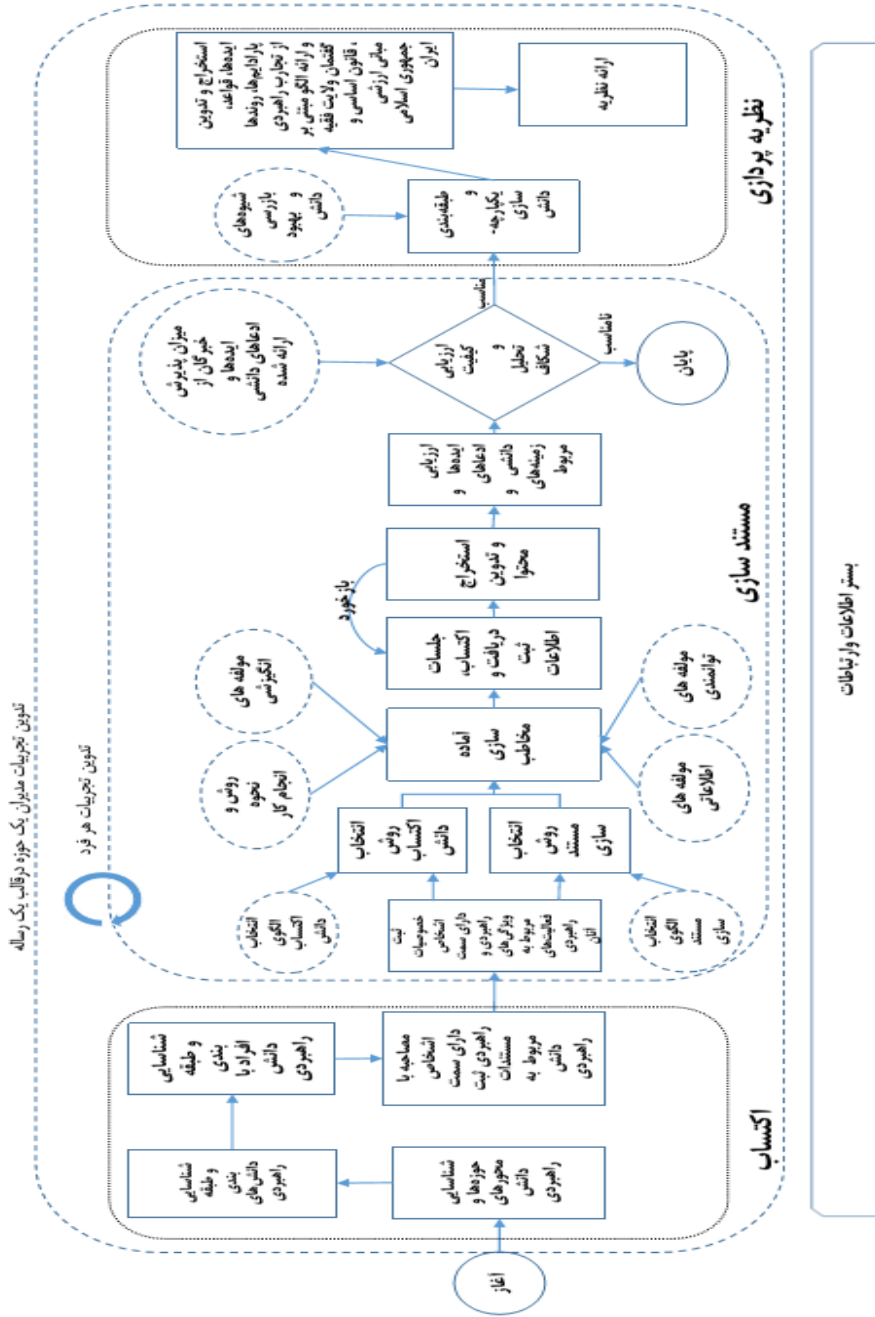 تدوین تجربیات مدیران یک حوزه درقالب یک رساله
تدوین تجربیات هر فرد
آغاز
شناسایی
حوزه‌ها و
محورهای
دانش
راهبردی
شناسایی
و طبقه
بندی
دانش‌های
راهبردی
شناسایی
و طبقه
بندی
افراد با
دانش
راهبردی
مصاحبه با
اشخاص
دارای سمت
راهبردی ثبت
مستندات
مربوط به
دانش
راهبردی
اکتساب
ثبت
خصوصیات
اشخاص
دارای سمت
راهبردی و
ویژگی‌های
مربوط به
فعالیت‌های
راهبردی
آنان
انتخاب
الگوی
اکتساب
دانش
انتخاب
الگوی
مستند
سازی
انتخاب
روش
اکتساب
دانش
انتخاب
روش
مستند
سازی
روش و
نحوه
انجام کار
مولفه های
انگیزشی
مولفه های
اطلاعاتی
مولفه های
توانمندی
آماده
سازی
مخاطب
جلسات
اکتساب،
دریافت و
ثبت
اطلاعات
بازخورد
استخراج
و تدوین
محتوا
ارزیابی
ایده‌ها و
ادعاهای
دانشی و
زمینه‌های
مربوط
میزان پذیرش
خبرگان از
ایده‌ها و
ادعاهای دانشی
ارائه شده
ارزیابی
کیفیت
و
تحلیل
شکاف
مناسب
نامناسب
پایان
مستند سازی
شیوه‌های
بازرسی
و بهبود
دانش
یکپارچه-
سازی
و
طبقه‌بندی
دانش
استخراج و تدوین
ایده‌ها، قواعد،
پارادایم‌ها، روندها
از تجارب راهبردی
و ارائه الگو مبتنی بر
گفتمان ولایت فقیه
، قانون اساسی و
مبانی ارزشی
جمهوری اسلامی
ایران
ارائه نظریه
نظریه پردازی
بستر اطلاعات وارتباطات